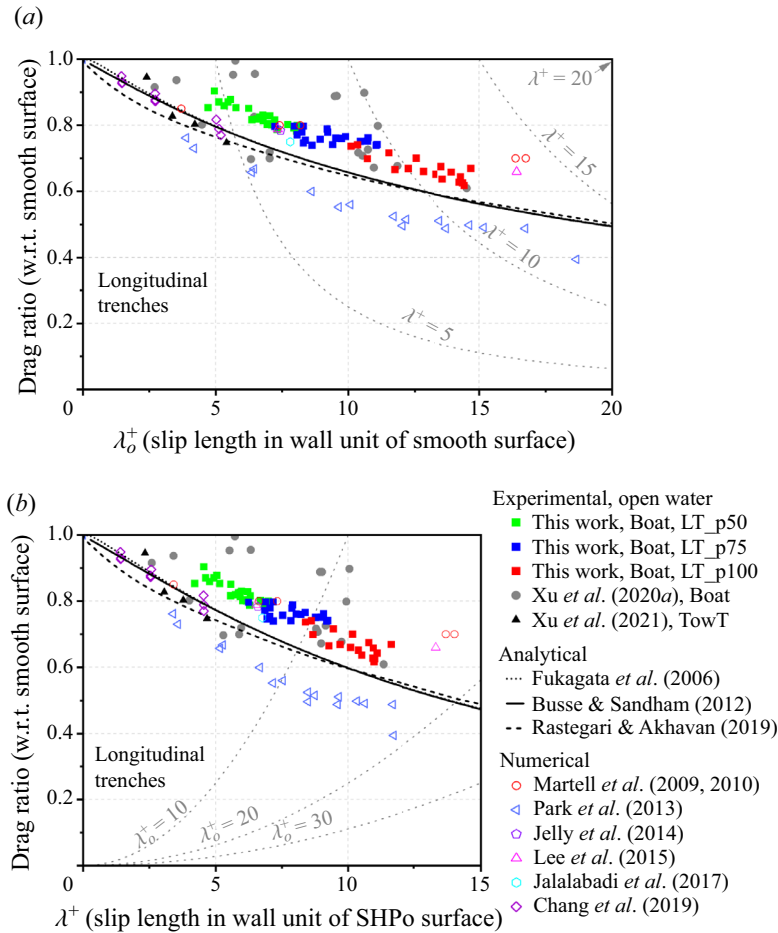 (a)
1.0
0.8
0.6
0.4
0.2
0
5
10
15
20
Drag ratio (w.r.t. smooth surface)
λ+ = 20
λ+ = 15
λ+ = 10
λ+ = 5
Longitudinal
trenches
λo+ (slip length in wall unit of smooth surface)
(b)
1.0
0.8
0.6
0.4
0.2
0
5
10
15
Drag ratio (w.r.t. smooth surface)
Longitudinal
trenches
λo+ = 10
λo+ = 20
λo+ = 30
λ+ (slip length in wall unit of SHPo surface)
Experimental, open water
This work, Boat, LT_p50
This work, Boat, LT_p75
This work, Boat, LT_p100
Xu et al. (2020a), Boat
Xu et al. (2021), TowT
Analytical
Fukagata et al. (2006)
Busse & Sandham (2012)
Rastegari & Akhavan (2019)
Numerical
Martell et al. (2009, 2010)
Park et al. (2013)
Jelly et al. (2014)
Lee et al. (2015)
Jalalabadi et al. (2017)
Chang et al. (2019)